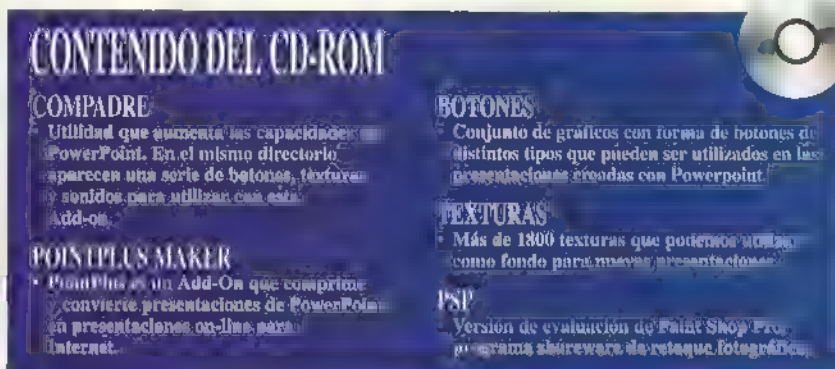 CONTENIDO DEL CD-ROM
COMPADRE
• Utilidad que aumenta las capacidades
PowerPoint. En el mismo directorio
aparecen una serie de botones, texturas
y sonidos para utilizar con este
Add-on.
POINTPLUS MAKER
• PointPlus es un Add-On que comprime
y convierte presentaciones de PowerPoint
en presentaciones on-line para
Internet.
BOTONES
• Conjunto de gráficos con forma de botones de
distintos tipos que pueden ser utilizados en las
presentaciones creadas con Powerpoint.
TEXTURAS
• Más de 1800 texturas que podemos utilizar
como fondo para nuevas presentaciones.
PSP
Versión de evaluación de Paint Shop Pro,
programa shareware de retoque fotográfico.